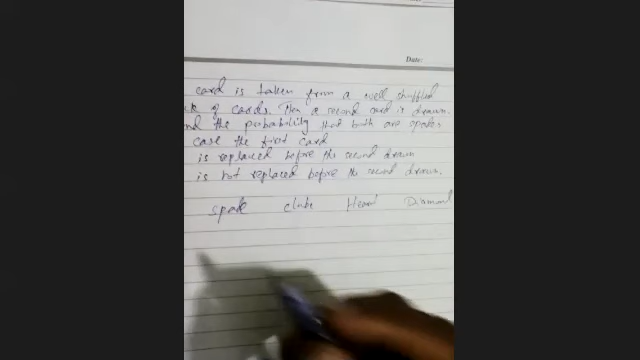 Date:
card is taken from a well shuffled
of cards. Then a second card is drawn.
the probability that both are spades
case the first card
is replaced before the second drawn
is not replaced before the second drawn.
spade clubs Heart Diamond